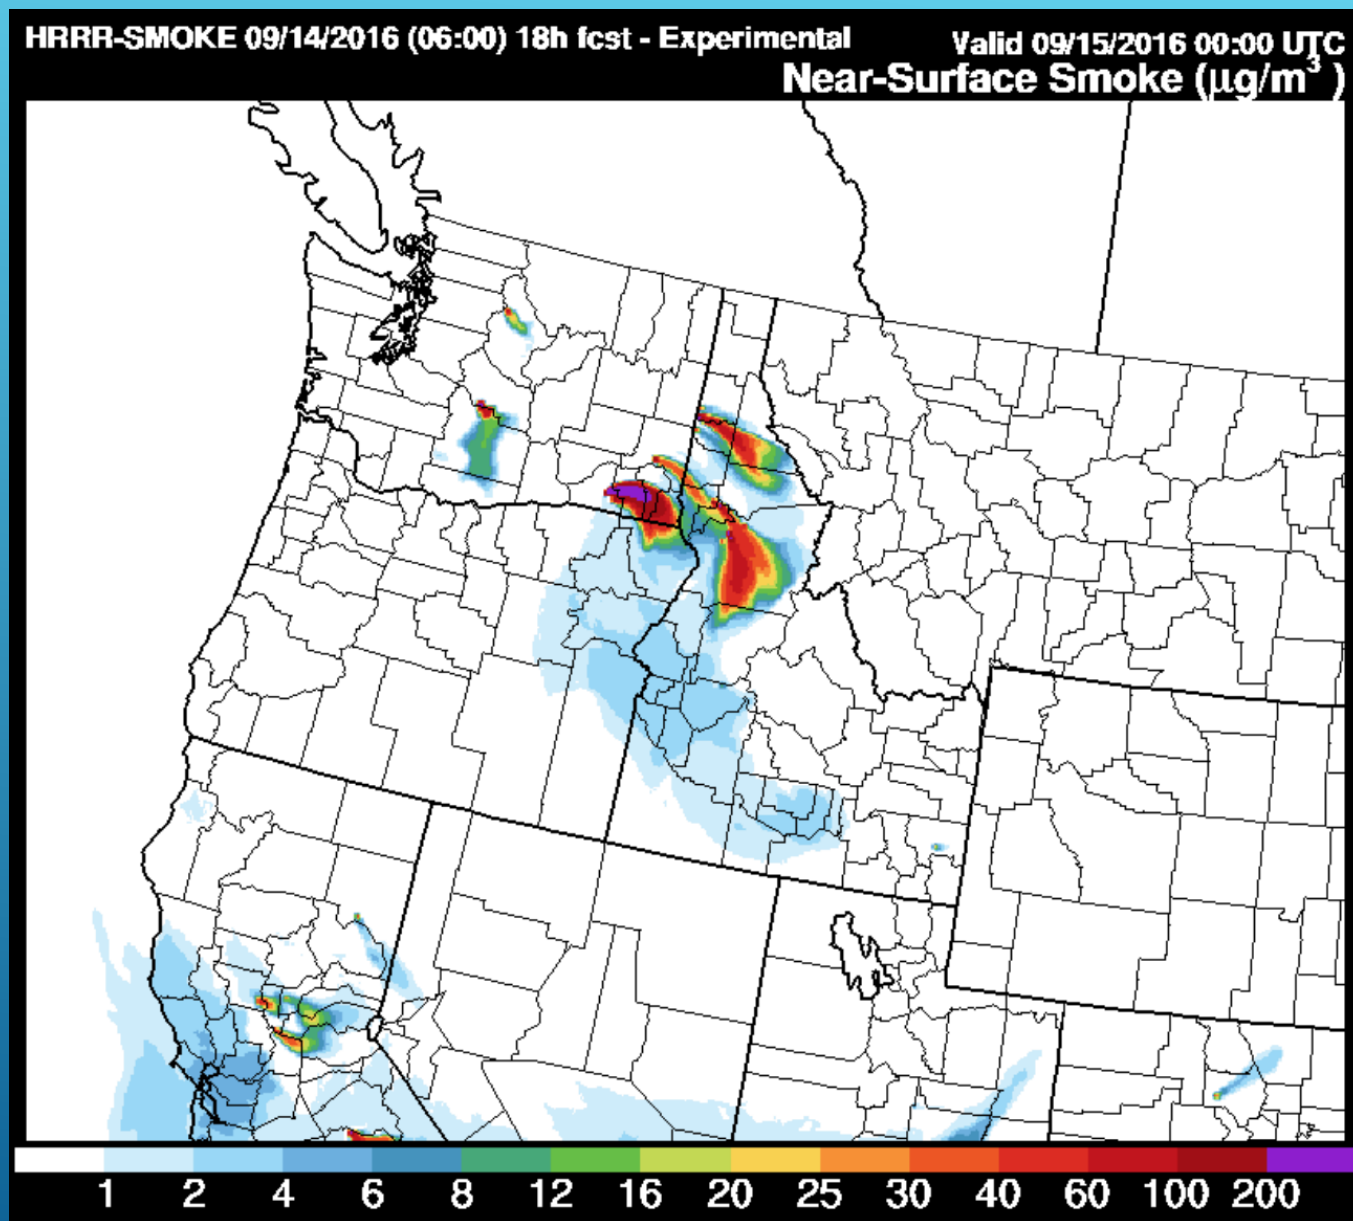 HRRR-SMOKE 09/14/2016 (06:00) 18h fcst - Experimental
Valid 09/15/2016 00:00 UTC
Near-Surface Smoke (µg/m³ )
1 2 4 6 8 12 16 20 25 30 40 60 100 200